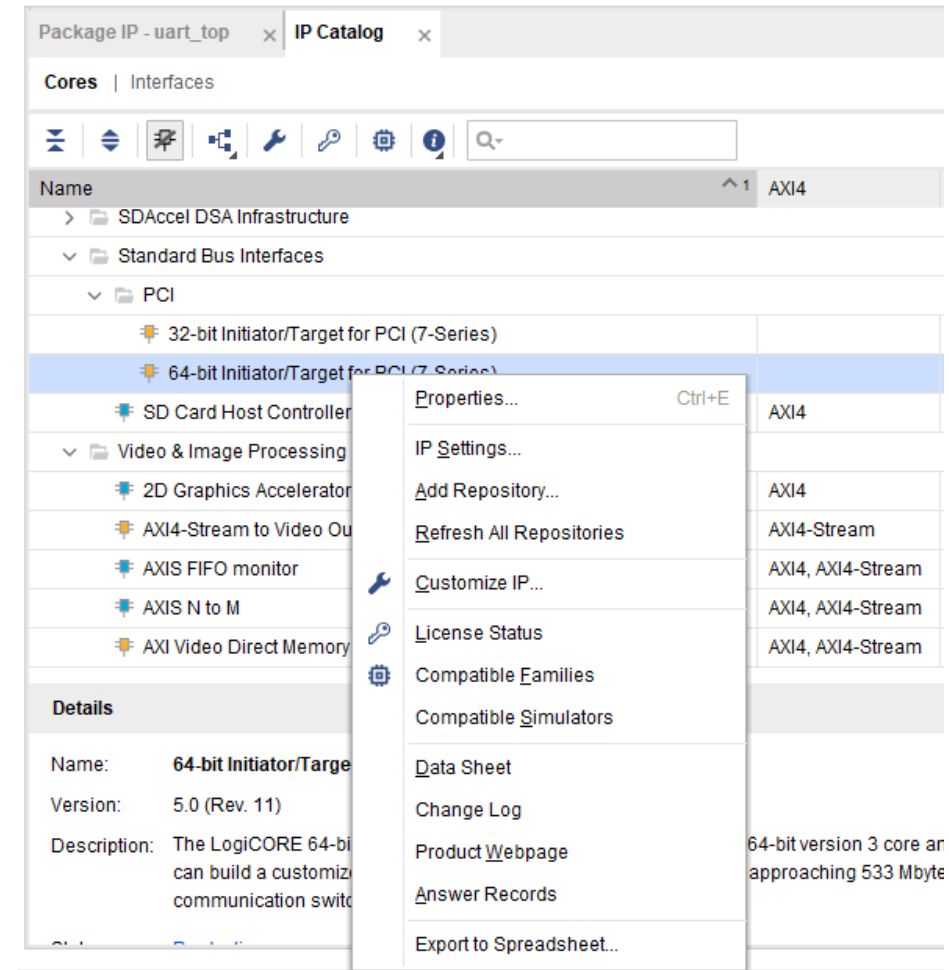 Package IP - uart_top × IP Catalog ×
Cores | Interfaces
Name 1 AXI4
SDAccel DSA Infrastructure
Standard Bus Interfaces
PCI
32-bit Initiator/Target for PCI (7-Series)
64-bit Initiator/Target for PCI (7-Series)
Properties... Ctrl+E
SD Card Host Controller AXI4
Video & Image Processing
IP Settings...
2D Graphics Accelerator AXI4
Add Repository...
AXI4-Stream to Video Ou AXI4-Stream
Refresh All Repositories
AXIS FIFO monitor AXI4, AXI4-Stream
Customize IP...
AXIS N to M AXI4, AXI4-Stream
License Status
AXI Video Direct Memory AXI4, AXI4-Stream
Compatible Families
Details
Compatible Simulators
Name: 64-bit Initiator/Targe
Data Sheet
Version: 5.0 (Rev. 11)
Change Log
Description: The LogiCORE 64-bi 64-bit version 3 core an
Product Webpage
can build a customiz approaching 533 Mbyte
communication switc
Answer Records
Export to Spreadsheet...